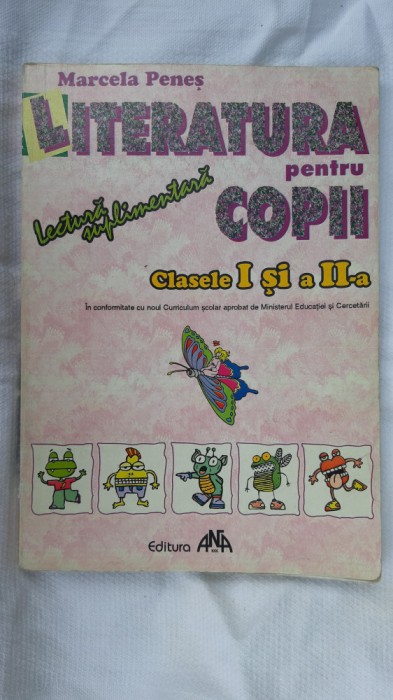 Marcela Peneș
LITERATURA
pentru
COPII
Lectură
suplimentară
Clasele I și a II-a
În conformitate cu noul Curriculum școlar aprobat de Ministerul Educației și Cercetării
Editura ANA